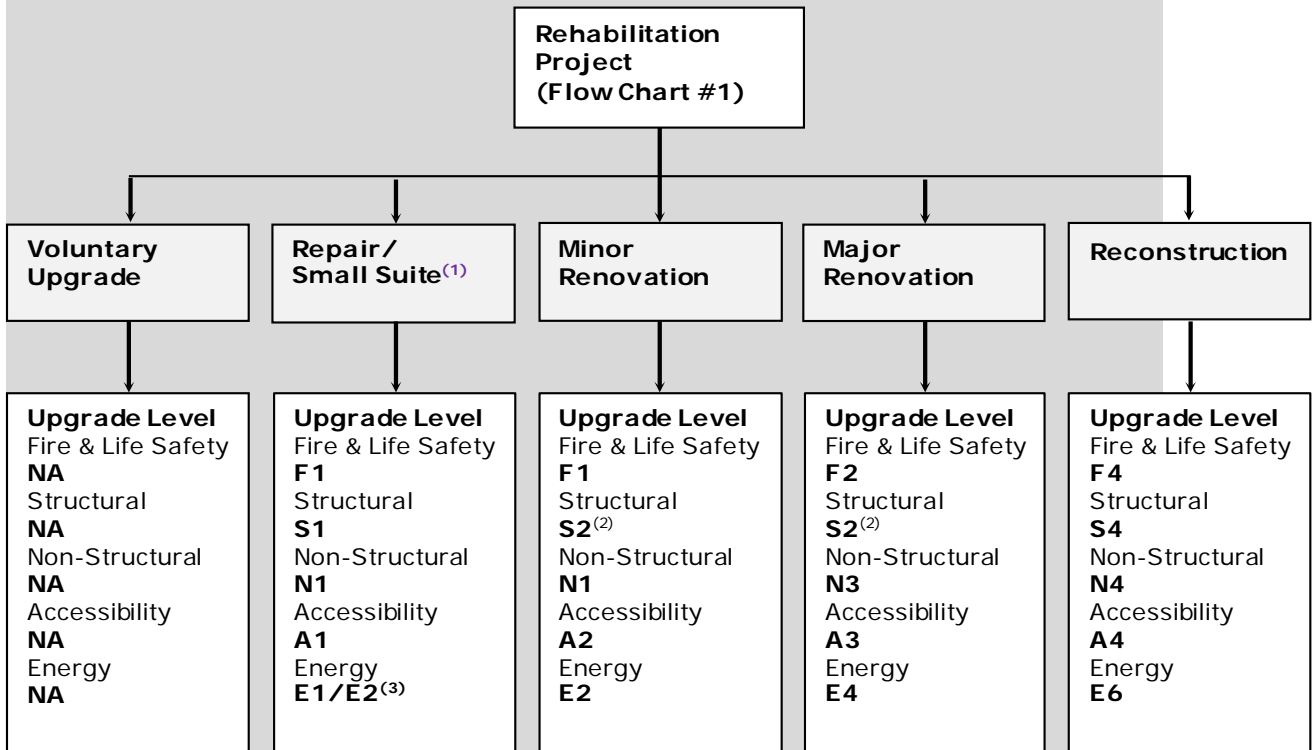 Rehabilitation
Project
(Flow Chart #1)
Voluntary
Upgrade
Repair/
Small Suite(1)
Minor
Renovation
Major
Renovation
Reconstruction
Upgrade Level
Fire & Life Safety
NA
Structural
NA
Non-Structural
NA
Accessibility
NA
Energy
NA
Upgrade Level
Fire & Life Safety
F1
Structural
S1
Non-Structural
N1
Accessibility
A1
Energy
E1/E2(3)
Upgrade Level
Fire & Life Safety
F1
Structural
S2(2)
Non-Structural
N1
Accessibility
A2
Energy
E2
Upgrade Level
Fire & Life Safety
F2
Structural
S2(2)
Non-Structural
N3
Accessibility
A3
Energy
E4
Upgrade Level
Fire & Life Safety
F4
Structural
S4
Non-Structural
N4
Accessibility
A4
Energy
E6